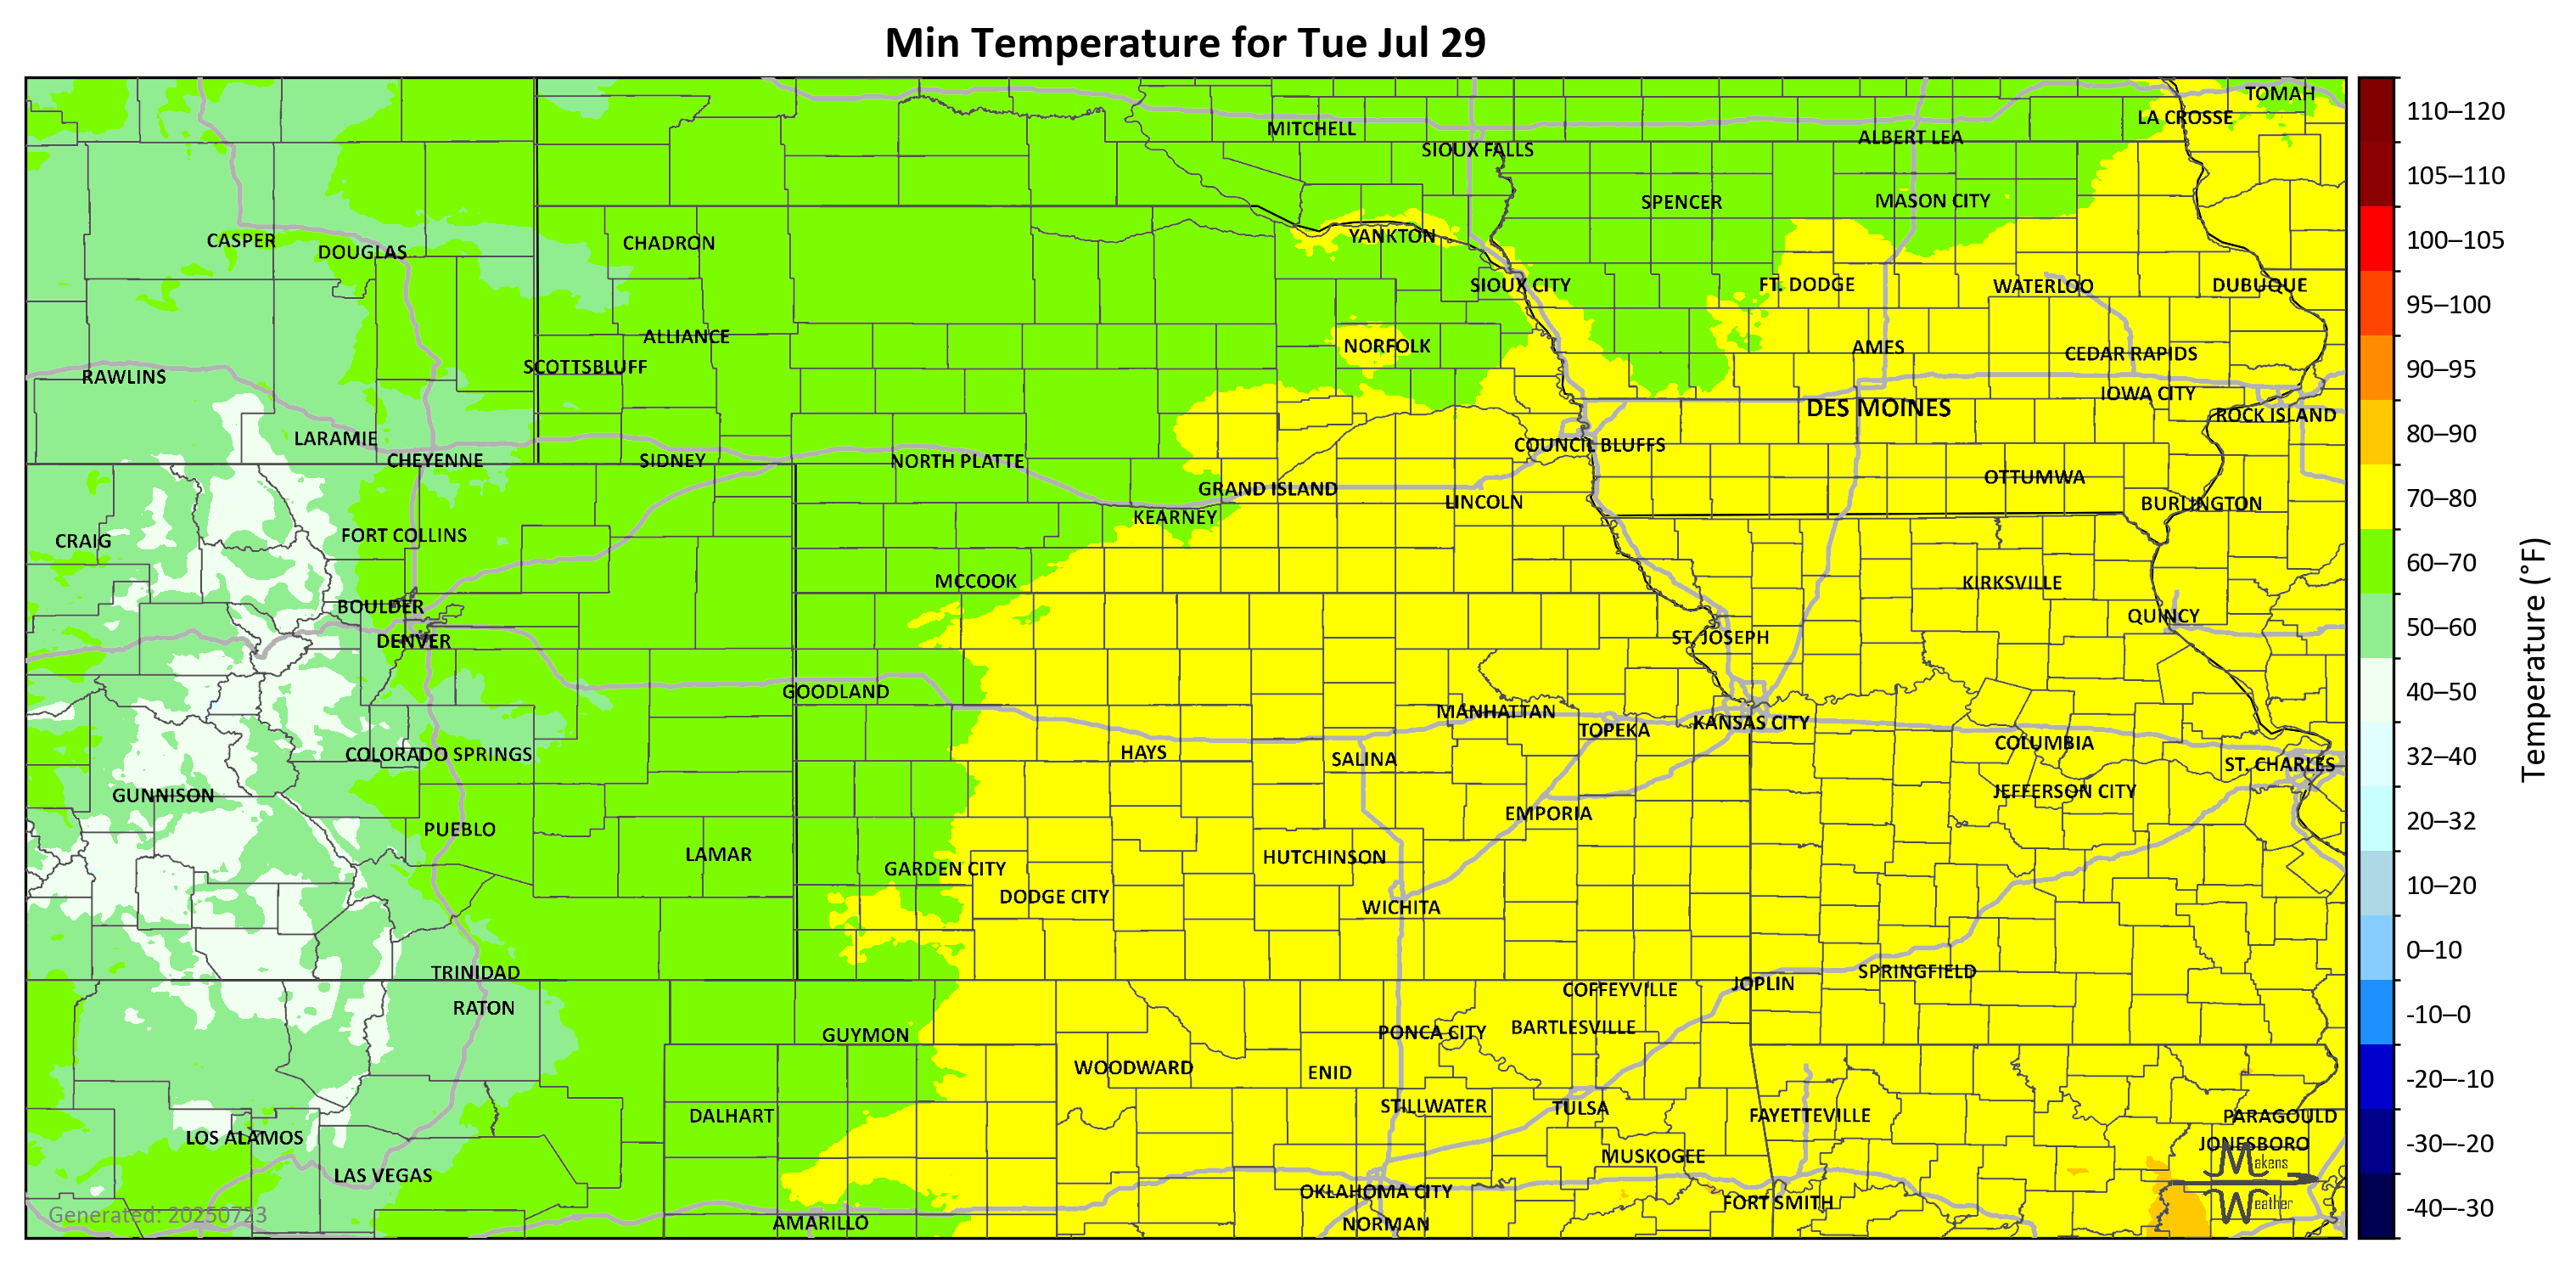 Min Temperature for Tue Jul 29
TOMAH
LA CROSSE
MITCHELL
ALBERT LEA
SIOUX FALLS
SPENCER
MASON CITY
CASPER
DOUGLAS
CHADRON
YANKTON
SIOUX CITY
FT. DODGE
WATERLOO
DUBUQUE
ALLIANCE
NORFOLK
AMES
CEDAR RAPIDS
SCOTTSBLUFF
RAWLINS
IOWA CITY
DES MOINES
ROCK ISLAND
LARAMIE
COUNCIL BLUFFS
CHEYENNE
SIDNEY
NORTH PLATTE
OTTUMWA
GRAND ISLAND
LINCOLN
BURLINGTON
KEARNEY
FORT COLLINS
CRAIG
MCCOOK
KIRKSVILLE
BOULDER
QUINCY
DENVER
ST. JOSEPH
GOODLAND
MANHATTAN
KANSAS CITY
TOPEKA
COLUMBIA
COLORADO SPRINGS
HAYS
SALINA
ST. CHARLES
GUNNISON
JEFFERSON CITY
EMPORIA
PUEBLO
LAMAR
HUTCHINSON
GARDEN CITY
DODGE CITY
WICHITA
TRINIDAD
SPRINGFIELD
JOPLIN
COFFEYVILLE
RATON
GUYMON
PONCA CITY
BARTLESVILLE
WOODWARD
ENID
STILLWATER
TULSA
DALHART
FAYETTEVILLE
PARAGOULD
LOS ALAMOS
JONESBORO
MUSKOGEE
Makens
LAS VEGAS
OKLAHOMA CITY
FORT SMITH
Weather
Generated: 20250723
AMARILLO
NORMAN
110–120
105–110
100–105
95–100
90–95
80–90
70–80
60–70
50–60
40–50
32–40
20–32
10–20
0–10
-10–0
-20–-10
-30–-20
-40–-30
Temperature (°F)